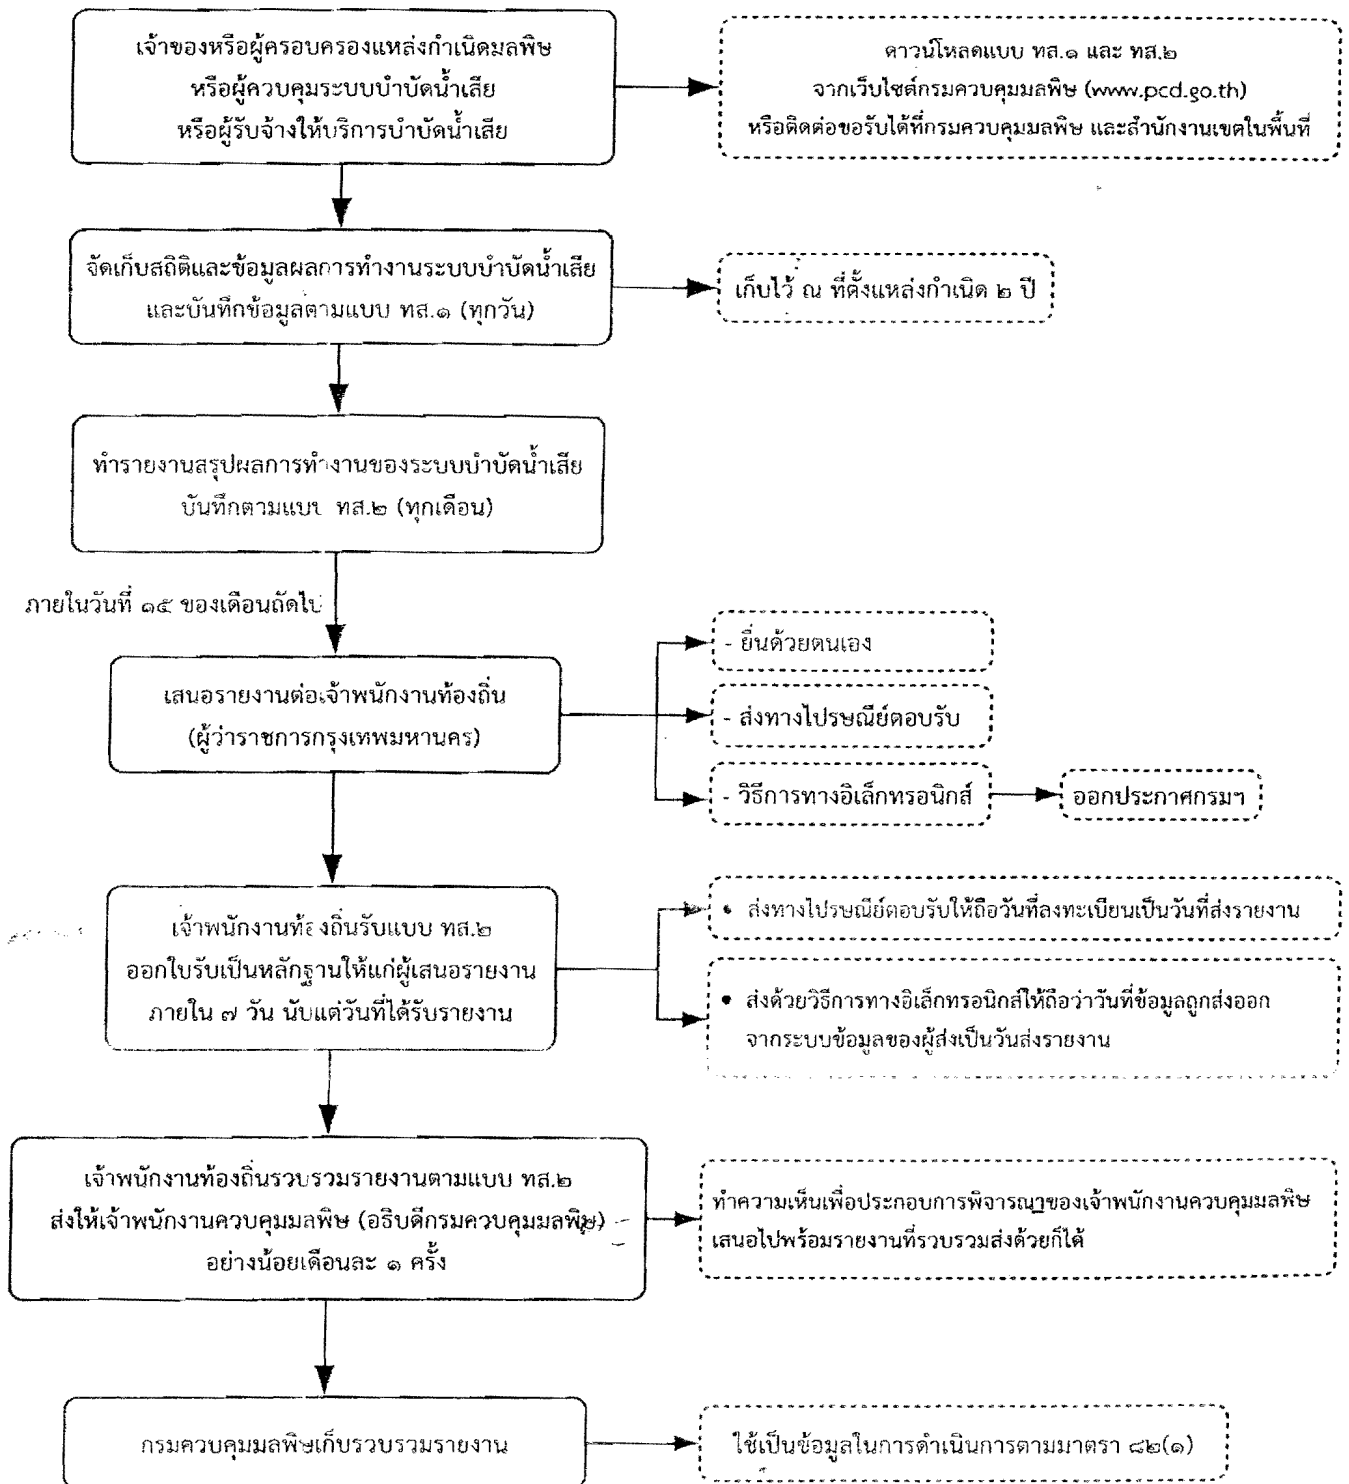 เจ้าของหรือผู้ครอบครองแหล่งกำเนิดมลพิษ
หรือผู้ควบคุมระบบบำบัดน้ำเสีย
หรือผู้รับจ้างให้บริการบำบัดน้ำเสีย
ดาวน์โหลดแบบ ทส.๑ และ ทส.๒
จากเว็บไซต์กรมควบคุมมลพิษ (www.pcd.go.th)
หรือติดต่อขอรับได้ที่กรมควบคุมมลพิษ และสำนักงานเขตในพื้นที่
จัดเก็บสถิติและข้อมูลผลการทำงานระบบบำบัดน้ำเสีย
และบันทึกข้อมูลตามแบบ ทส.๑ (ทุกวัน)
เก็บไว้ ณ ที่ตั้งแหล่งกำเนิด ๒ ปี
ทำรายงานสรุปผลการทำงานของระบบบำบัดน้ำเสีย
บันทึกตามแบบ ทส.๒ (ทุกเดือน)
ภายในวันที่ ๑๕ ของเดือนถัดไป
เสนอรายงานต่อเจ้าพนักงานท้องถิ่น
(ผู้ว่าราชการกรุงเทพมหานคร)
- ยื่นด้วยตนเอง
- ส่งทางไปรษณีย์ตอบรับ
- วิธีการทางอิเล็กทรอนิกส์
ออกประกาศกรมฯ
เจ้าพนักงานท้องถิ่นรับแบบ ทส.๒
ออกใบรับเป็นหลักฐานให้แก่ผู้เสนอรายงาน
ภายใน ๗ วัน นับแต่วันที่ได้รับรายงาน
• ส่งทางไปรษณีย์ตอบรับให้ถือวันที่ลงทะเบียนเป็นวันที่ส่งรายงาน
• ส่งด้วยวิธีการทางอิเล็กทรอนิกส์ให้ถือว่าวันที่ข้อมูลถูกส่งออก
จากระบบข้อมูลของผู้ส่งเป็นวันส่งรายงาน
เจ้าพนักงานท้องถิ่นรวบรวมรายงานตามแบบ ทส.๒
ส่งให้เจ้าพนักงานควบคุมมลพิษ (อธิบดีกรมควบคุมมลพิษ)
อย่างน้อยเดือนละ ๑ ครั้ง
ทำความเห็นเพื่อประกอบการพิจารณาของเจ้าพนักงานควบคุมมลพิษ
เสนอไปพร้อมรายงานที่รวบรวมส่งด้วยก็ได้
กรมควบคุมมลพิษเก็บรวบรวมรายงาน
ใช้เป็นข้อมูลในการดำเนินการตามมาตรา ๘๒(๑)